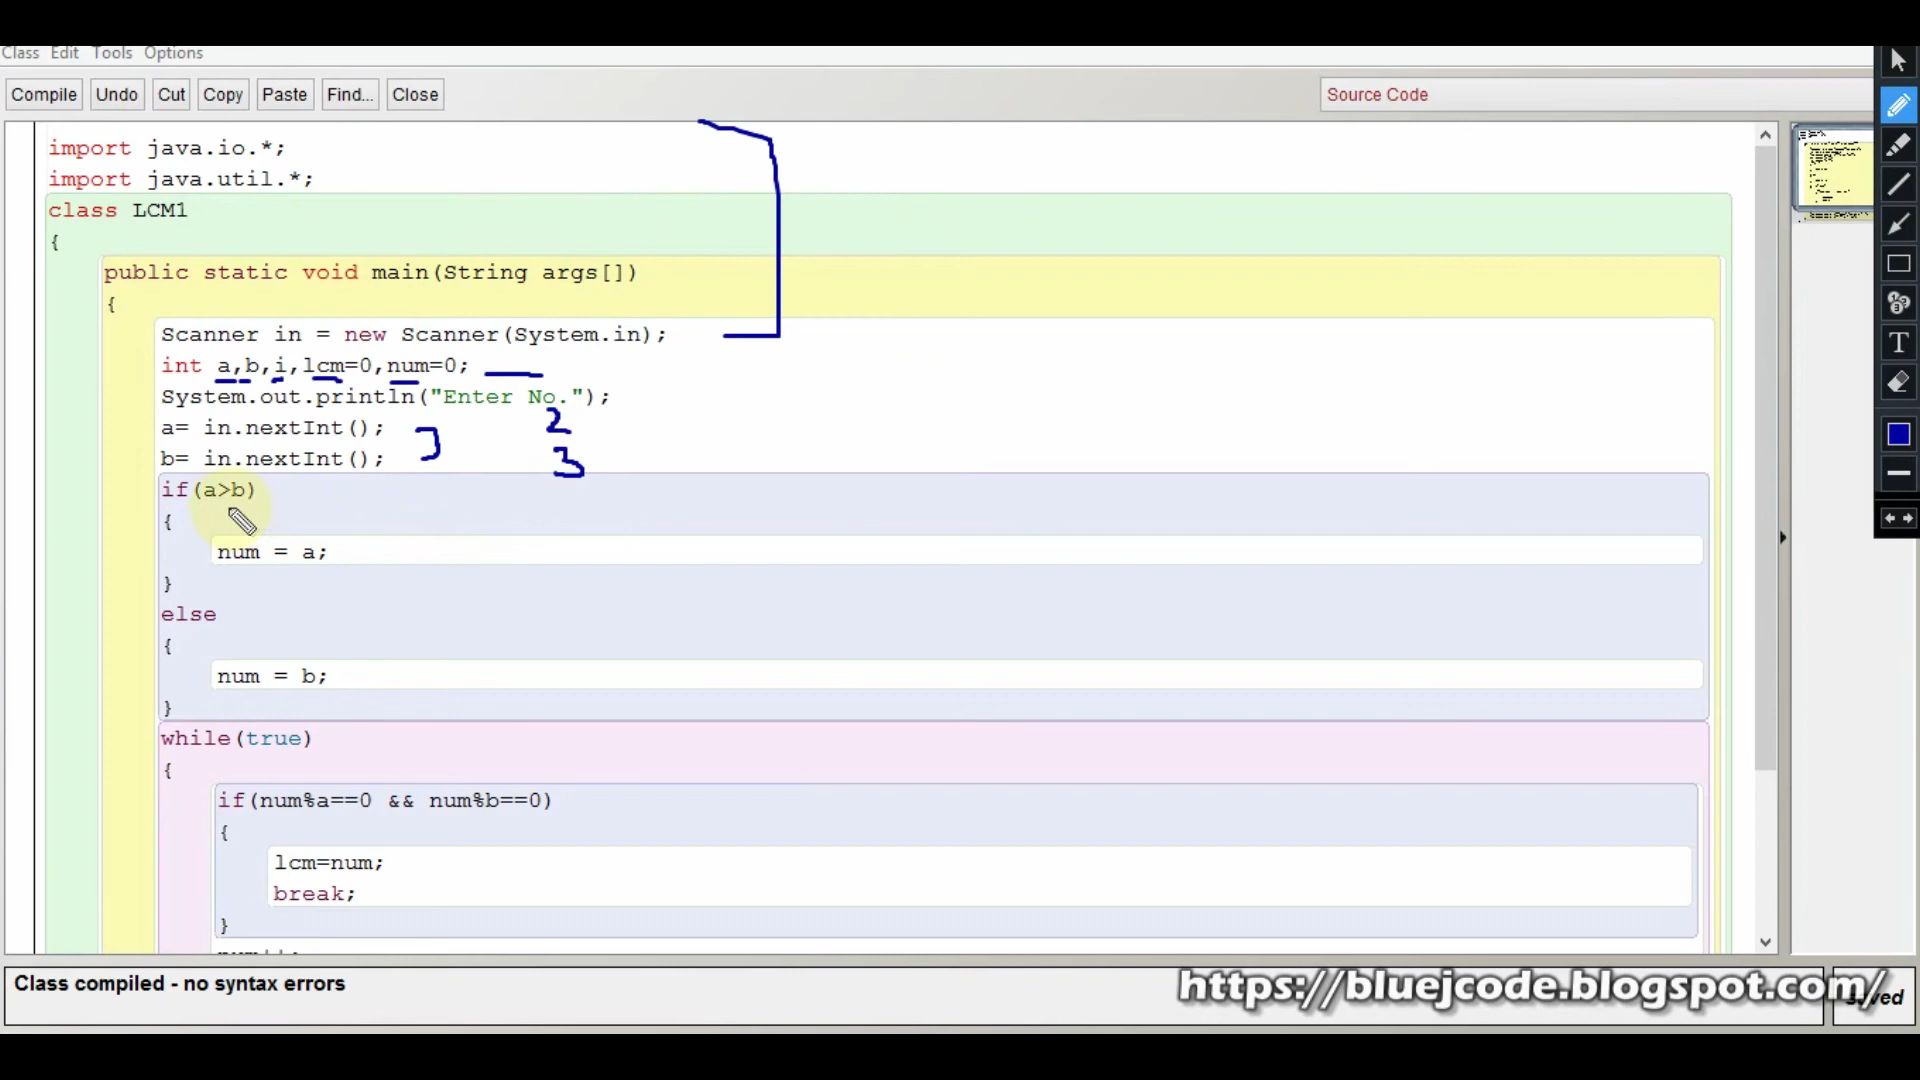 Class Edit Tools Options
Compile Undo Cut Copy Paste Find... Close Source Code
import java.io.*;
import java.util.*;
class LCM1
{
public static void main(String args[])
{
Scanner in = new Scanner(System.in);
int a,b,i,lcm=0,num=0;
System.out.println("Enter No.");
a= in.nextInt(); 2
b= in.nextInt(); 3
if(a>b)
{
num = a;
}
else
{
num = b;
}
while(true)
{
if(num%a==0 && num%b==0)
{
lcm=num;
break;
}
Class compiled - no syntax errors
https://bluejcode.blogspot.com/